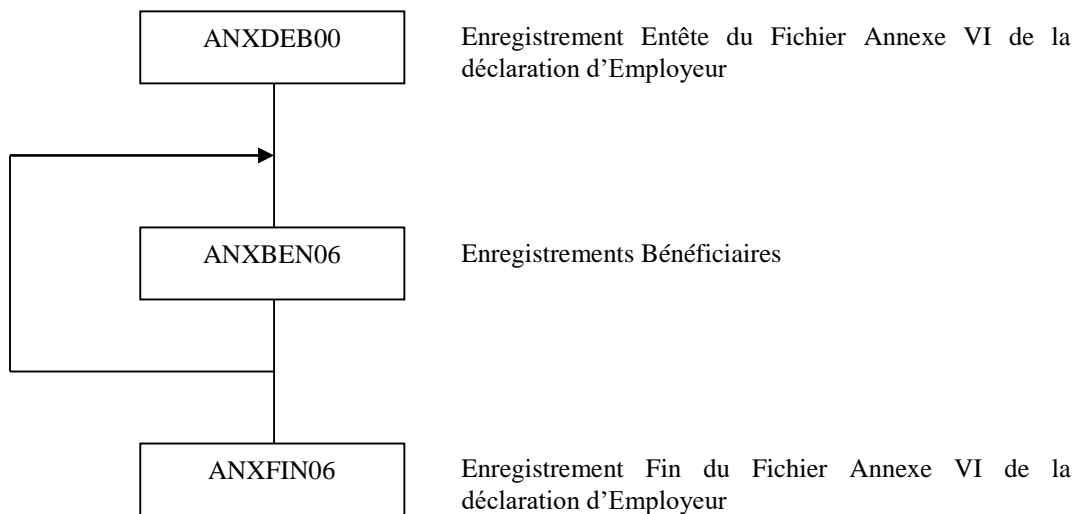 ANXDEB00
Enregistrement Entête du Fichier Annexe VI de la
déclaration d’Employeur
ANXBEN06
Enregistrements Bénéficiaires
ANXFIN06
Enregistrement Fin du Fichier Annexe VI de la
déclaration d’Employeur